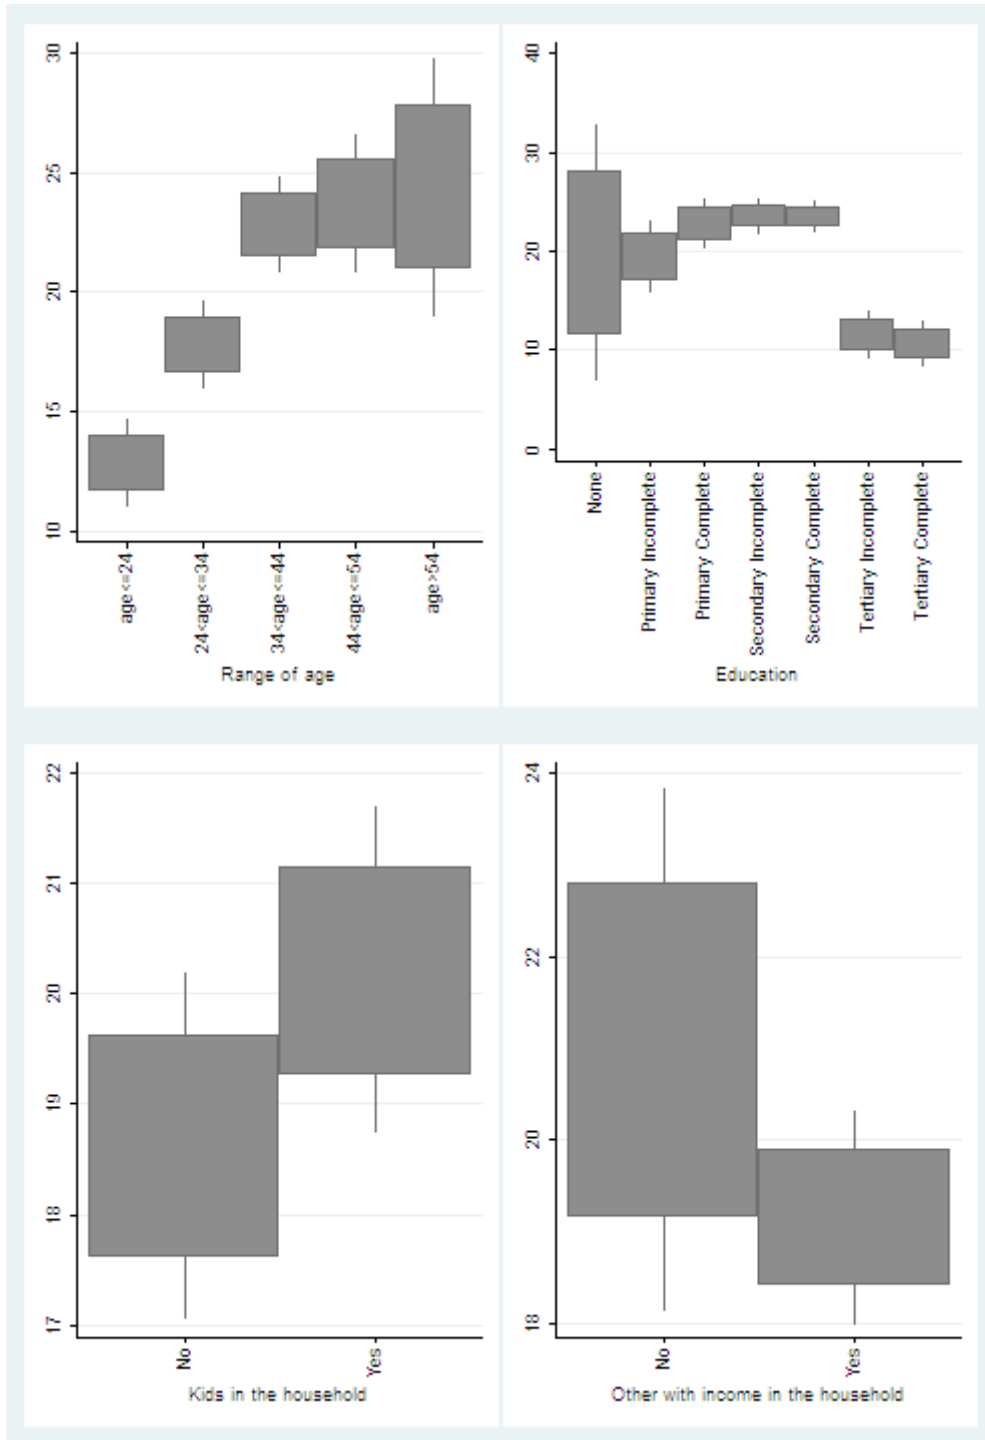 30
25
20
15
10
age<=24
24<age<=34
34<age<=44
44<age<=54
age>54
Range of age
40
30
20
10
0
None
Primary Incomplete
Primary Complete
Secondary Incomplete
Secondary Complete
Tertiary Incomplete
Tertiary Complete
Education
22
21
20
19
18
17
No
Yes
Kids in the household
24
22
20
18
No
Yes
Other with income in the household